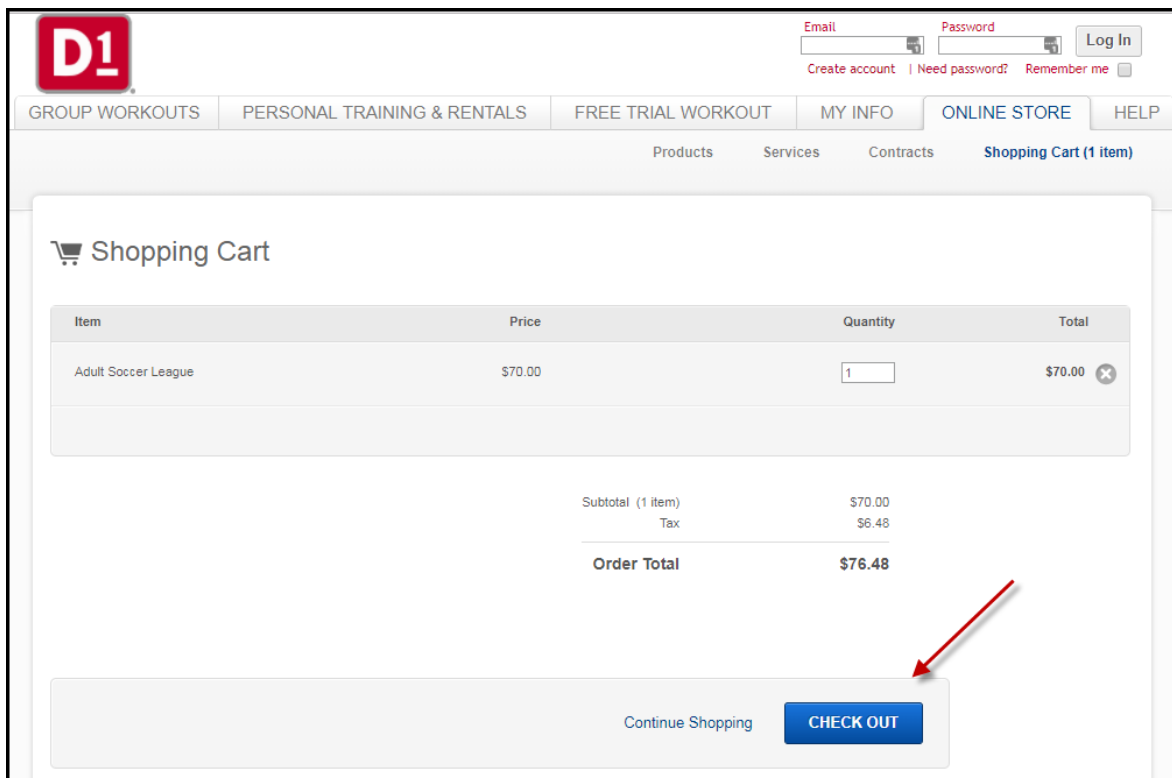 D1
Email Password
Log In
Create account | Need password? Remember me
GROUP WORKOUTS PERSONAL TRAINING & RENTALS FREE TRIAL WORKOUT MY INFO ONLINE STORE HELP
Products Services Contracts Shopping Cart (1 item)
Shopping Cart
Item Price Quantity Total
Adult Soccer League $70.00 1 $70.00
Subtotal (1 item) $70.00
Tax $6.48
Order Total $76.48
Continue Shopping CHECK OUT